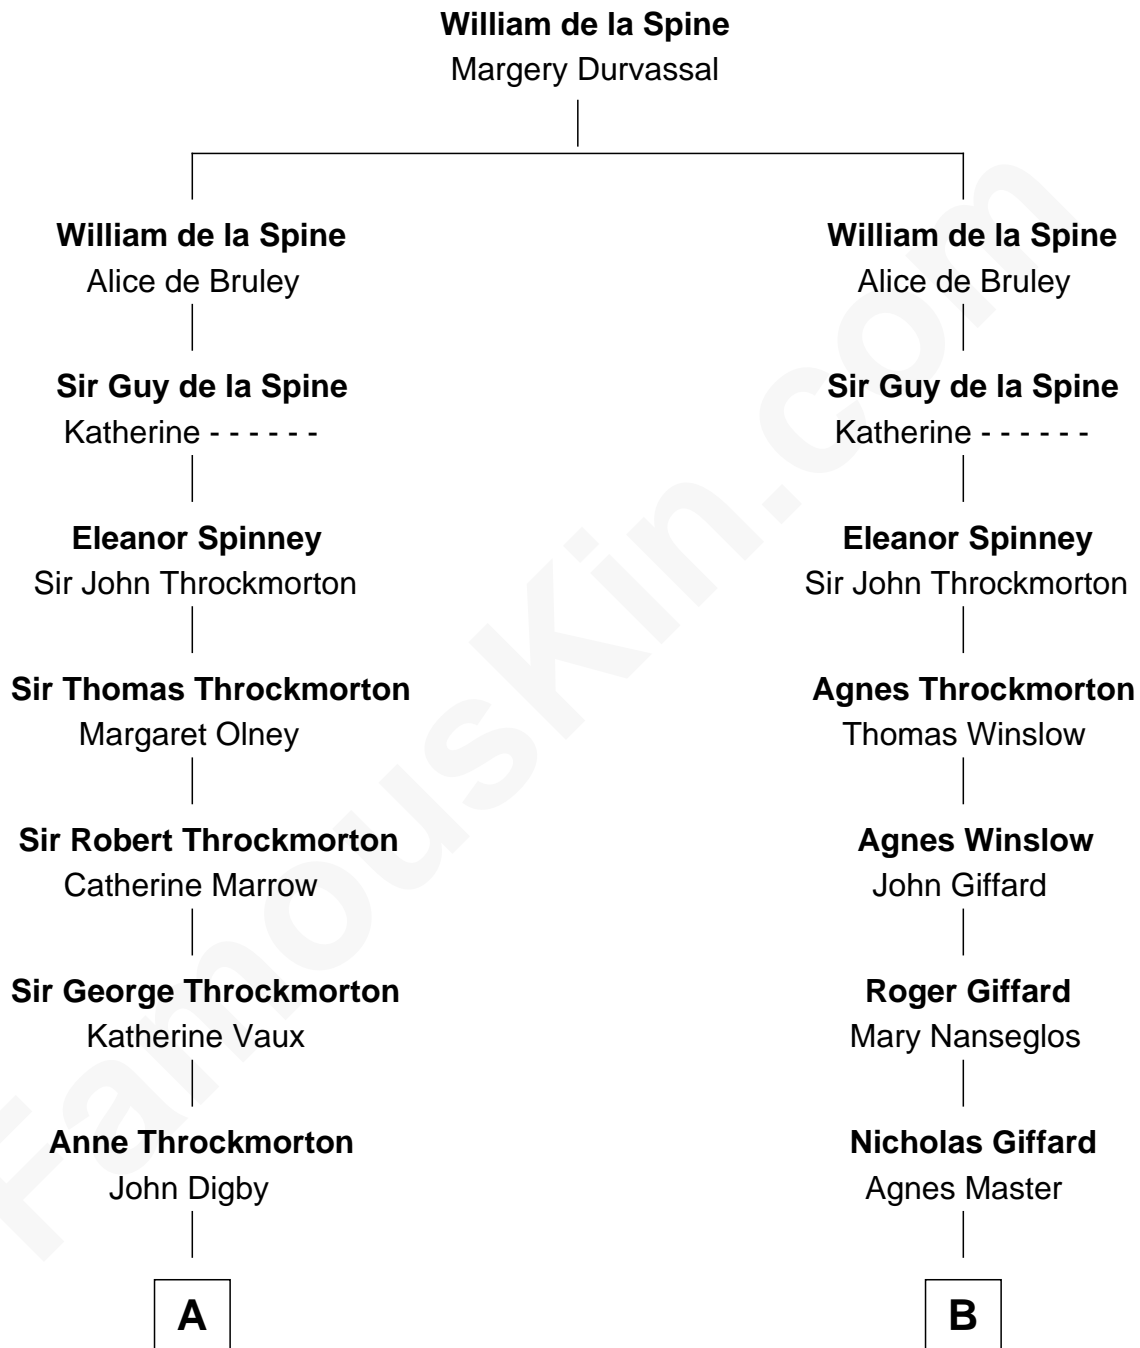 William de la Spine
Margery Durvassal
William de la Spine
Alice de Bruley
Sir Guy de la Spine
Katherine - - - - - -
Eleanor Spinney
Sir John Throckmorton
Sir Thomas Throckmorton
Margaret Olney
Sir Robert Throckmorton
Catherine Marrow
Sir George Throckmorton
Katherine Vaux
Anne Throckmorton
John Digby
A
William de la Spine
Alice de Bruley
Sir Guy de la Spine
Katherine - - - - - -
Eleanor Spinney
Sir John Throckmorton
Agnes Throckmorton
Thomas Winslow
Agnes Winslow
John Giffard
Roger Giffard
Mary Nanseglos
Nicholas Giffard
Agnes Master
B
FamousKin.com